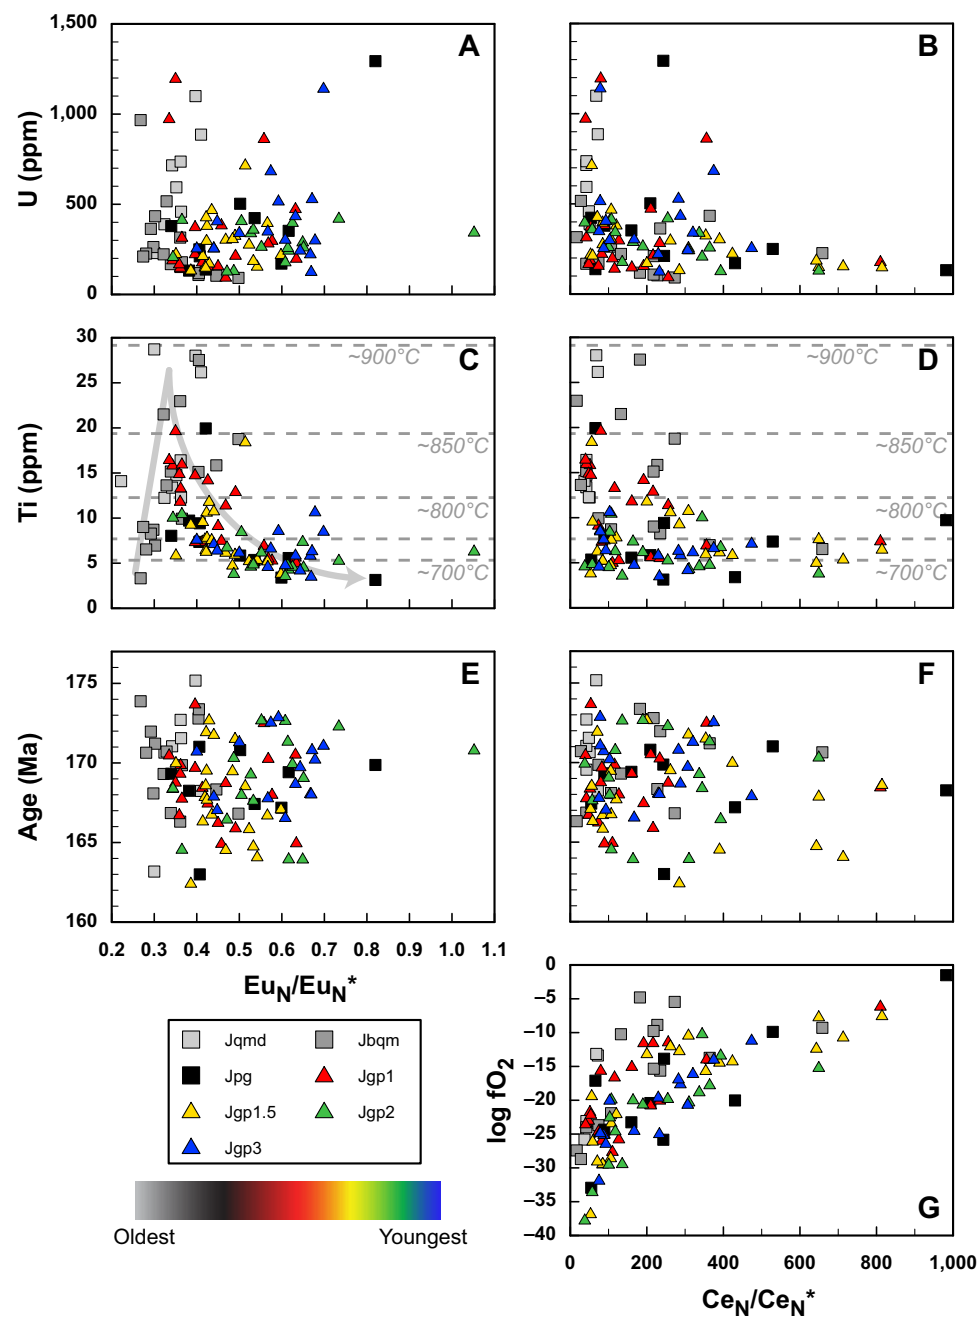 A
B
1,500
1,000
500
0
U (ppm)
C
D
30
25
20
15
10
5
0
Ti (ppm)
~900°C
~850°C
~800°C
~700°C
~900°C
~850°C
~800°C
~700°C
E
F
175
170
165
160
Age (Ma)
0.2 0.3 0.4 0.5 0.6 0.7 0.8 0.9 1.0 1.1
Eu_N/Eu_N*
Jqmd Jbqm
Jpg Jgp1
Jgp1.5 Jgp2
Jgp3
Oldest Youngest
0
−5
−10
−15
−20
−25
−30
−35
−40
log fO₂
G
0 200 400 600 800 1,000
Ce_N/Ce_N*